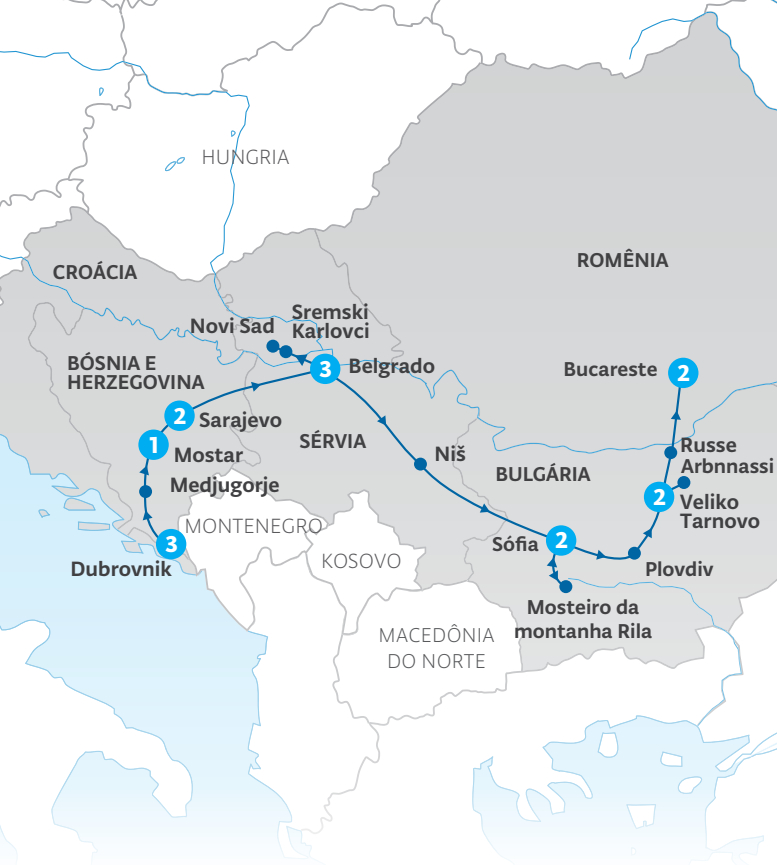 HUNGRIA
ROMÊNIA
CROÁCIA
Sremski
Karlovci
Novi Sad
BÓSNIA E
HERZEGOVINA
3
Belgrado
Bucareste
2
2
Sarajevo
1
Mostar
SÉRVIA
Niš
Russe
Arbnnassi
BULGÁRIA
Medjugorje
2
Veliko
Tarnovo
MONTENEGRO
3
Dubrovnik
KOSOVO
Sófia
2
Plovdiv
Mosteiro da
montanha Rila
MACEDÔNIA
DO NORTE